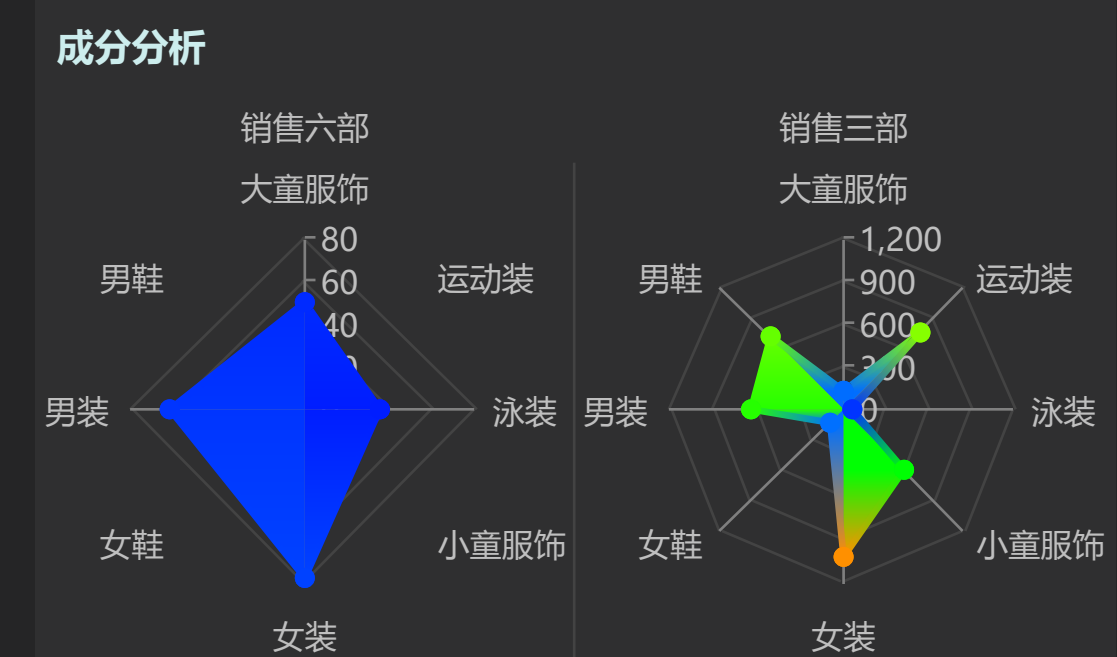 成分分析
销售六部
大童服饰
80
男鞋
60
运动装
40
男装
泳装
女鞋
小童服饰
女装
销售三部
大童服饰
1,200
男鞋
900
运动装
600
300
男装
0
泳装
女鞋
小童服饰
女装